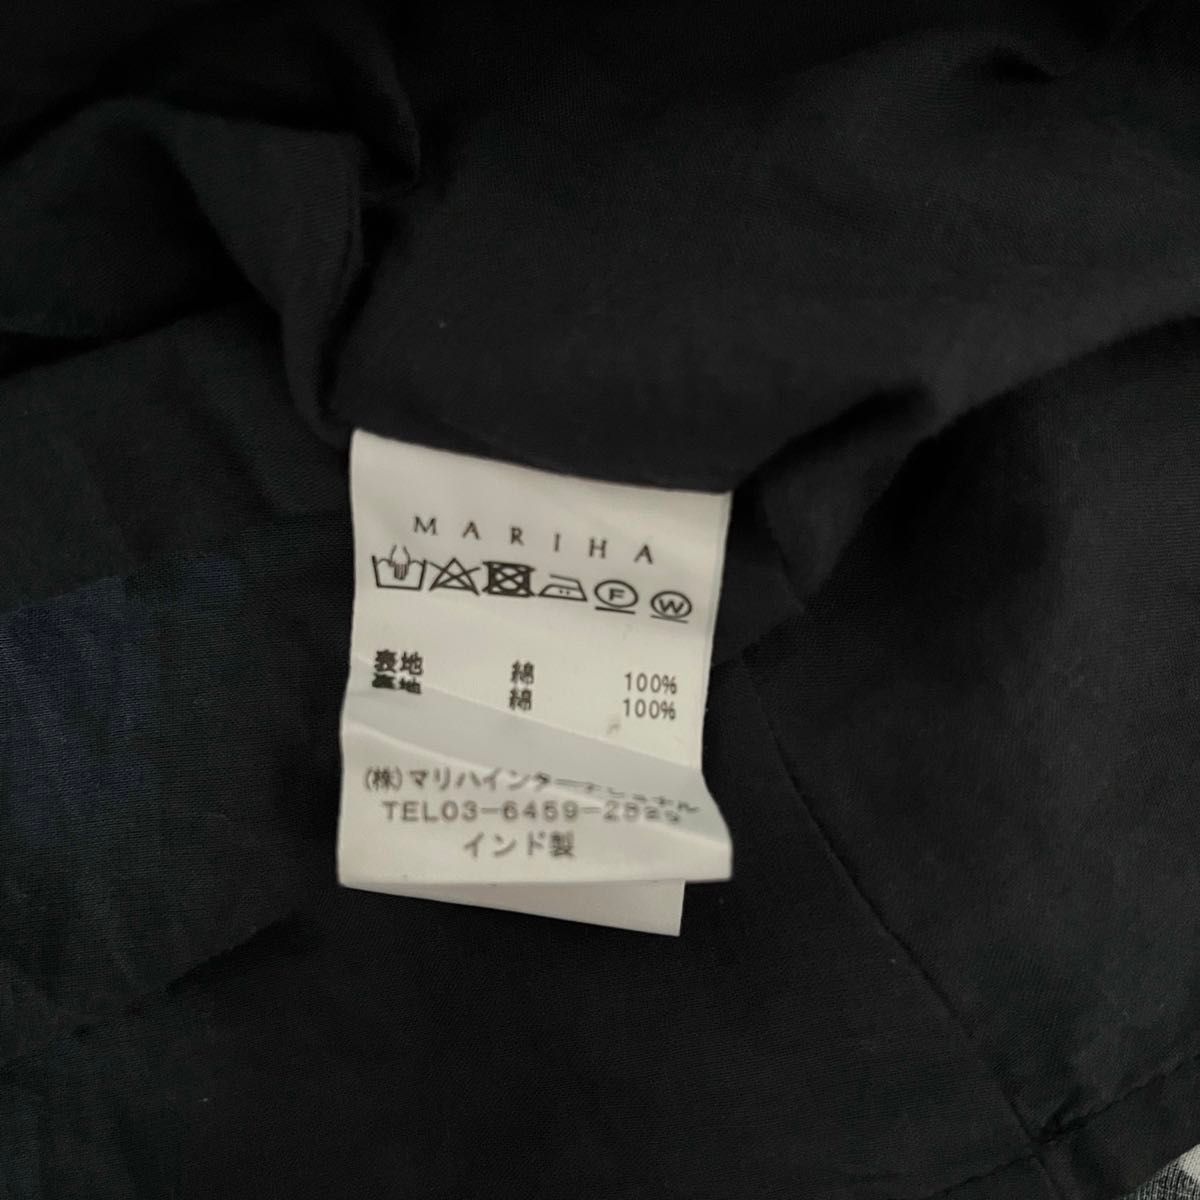 MARIHA
F W
表地 綿 100%
裏地 綿 100%
(株)マリハインターナショナル
TEL03-6459-
インド製